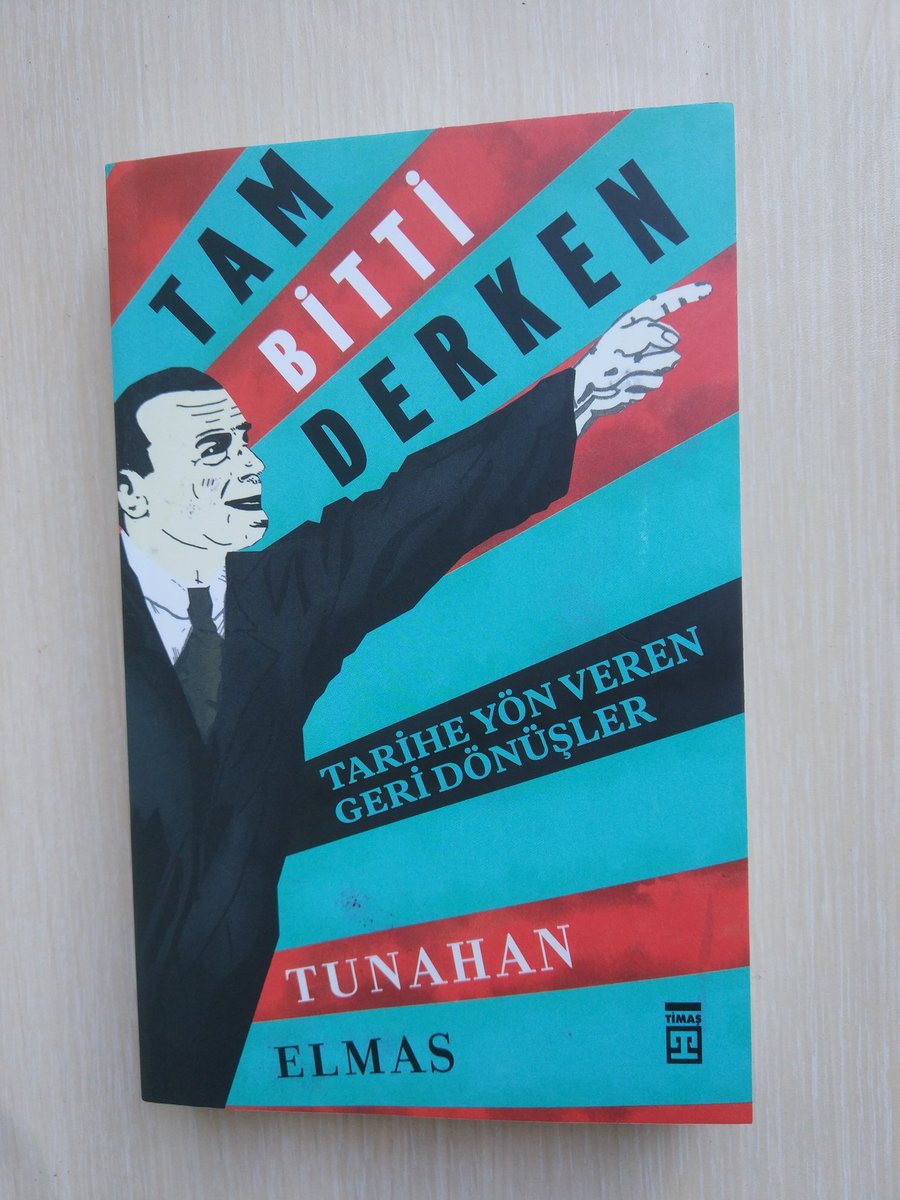 TAM
BİTTİ
DERKEN
TARİHE YÖN VEREN
GERİ DÖNÜŞLER
TUNAHAN
ELMAS
TİMAŞ